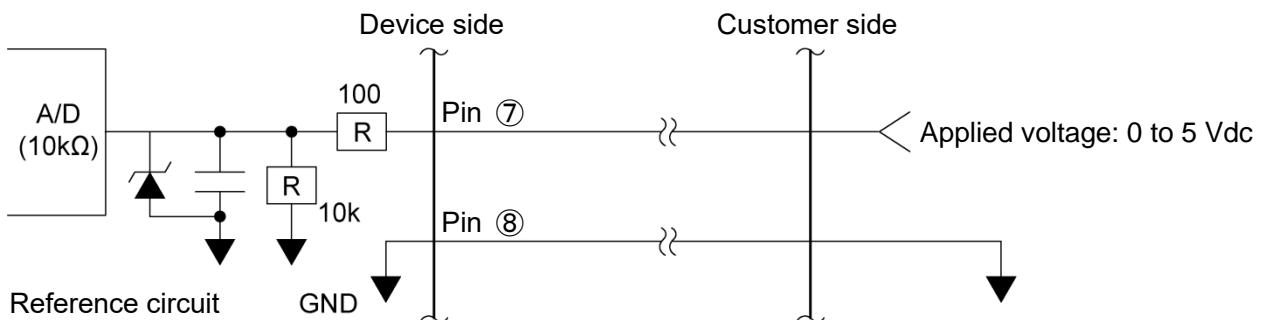 Device side
Customer side
A/D
(10kΩ)
100
R
Pin ⑦
Applied voltage: 0 to 5 Vdc
R
10k
Pin ⑧
Reference circuit
GND